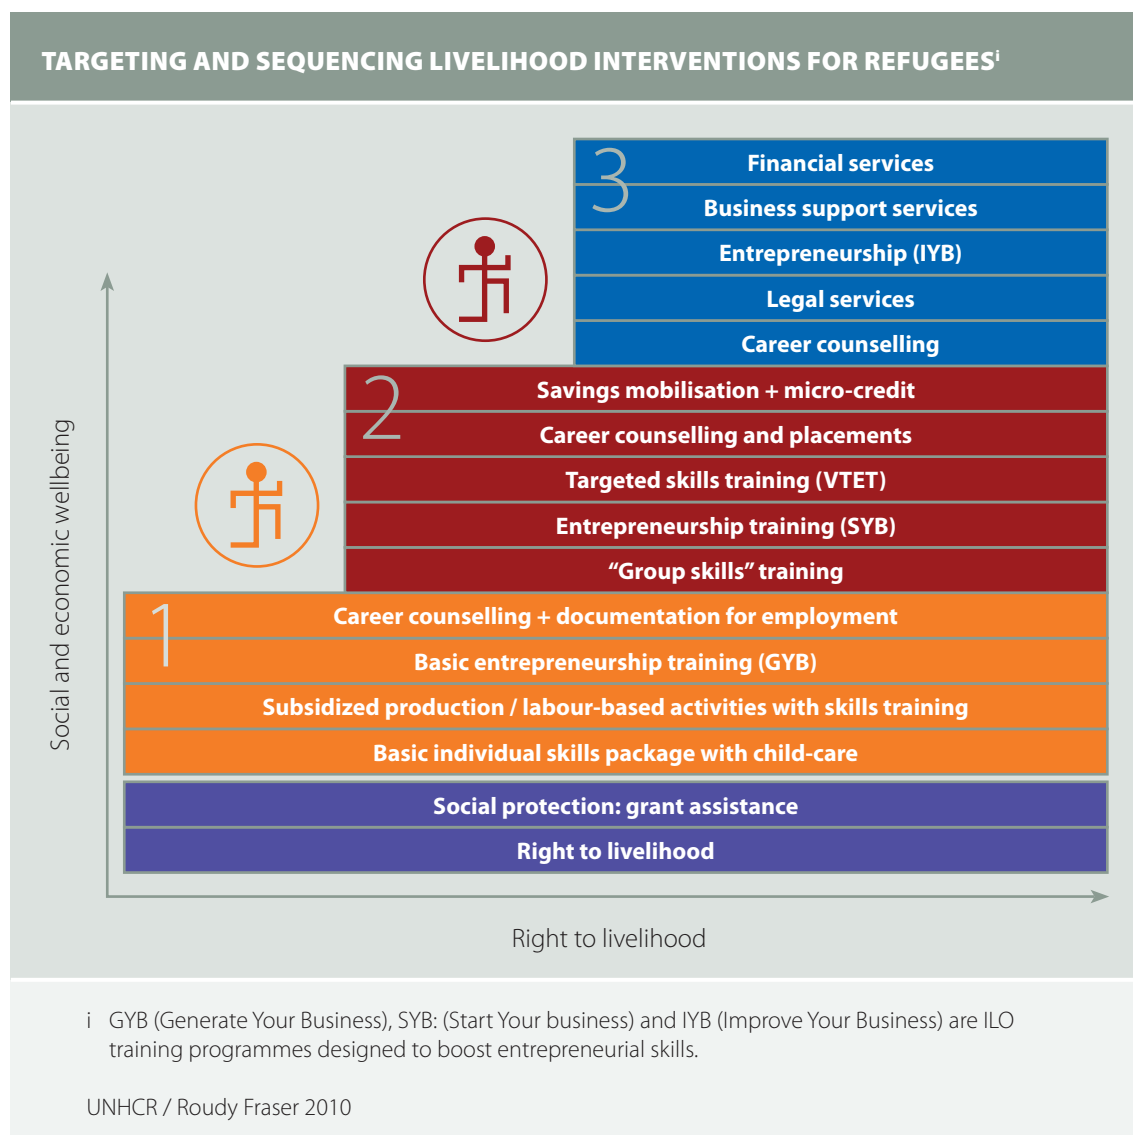 TARGETING AND SEQUENCING LIVELIHOOD INTERVENTIONS FOR REFUGEESi
3
Financial services
Business support services
Entrepreneurship (IYB)
Legal services
Career counselling
2
Savings mobilisation + micro-credit
Career counselling and placements
Targeted skills training (VTET)
Entrepreneurship training (SYB)
“Group skills” training
1
Career counselling + documentation for employment
Basic entrepreneurship training (GYB)
Subsidized production / labour-based activities with skills training
Basic individual skills package with child-care
Social protection: grant assistance
Right to livelihood
Social and economic wellbeing
Right to livelihood
i GYB (Generate Your Business), SYB: (Start Your business) and IYB (Improve Your Business) are ILO
training programmes designed to boost entrepreneurial skills.
UNHCR / Roudy Fraser 2010